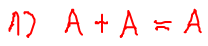 1) A + A = A